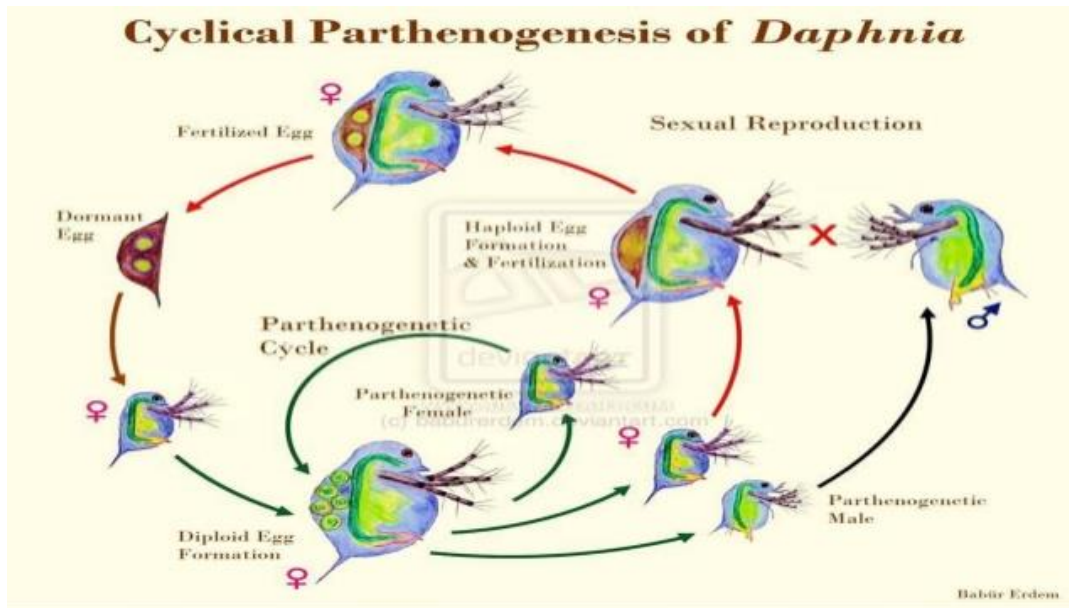 Cyclical Parthenogenesis of Daphnia
Fertilized Egg
Sexual Reproduction
Dormant
Egg
Haploid Egg
Formation
& Fertilization
Parthenogenetic
Cycle
Parthenogenetic
Female
(c) baburerdem.deviantart.com
Diploid Egg
Formation
Parthenogenetic
Male
Babür Erdem